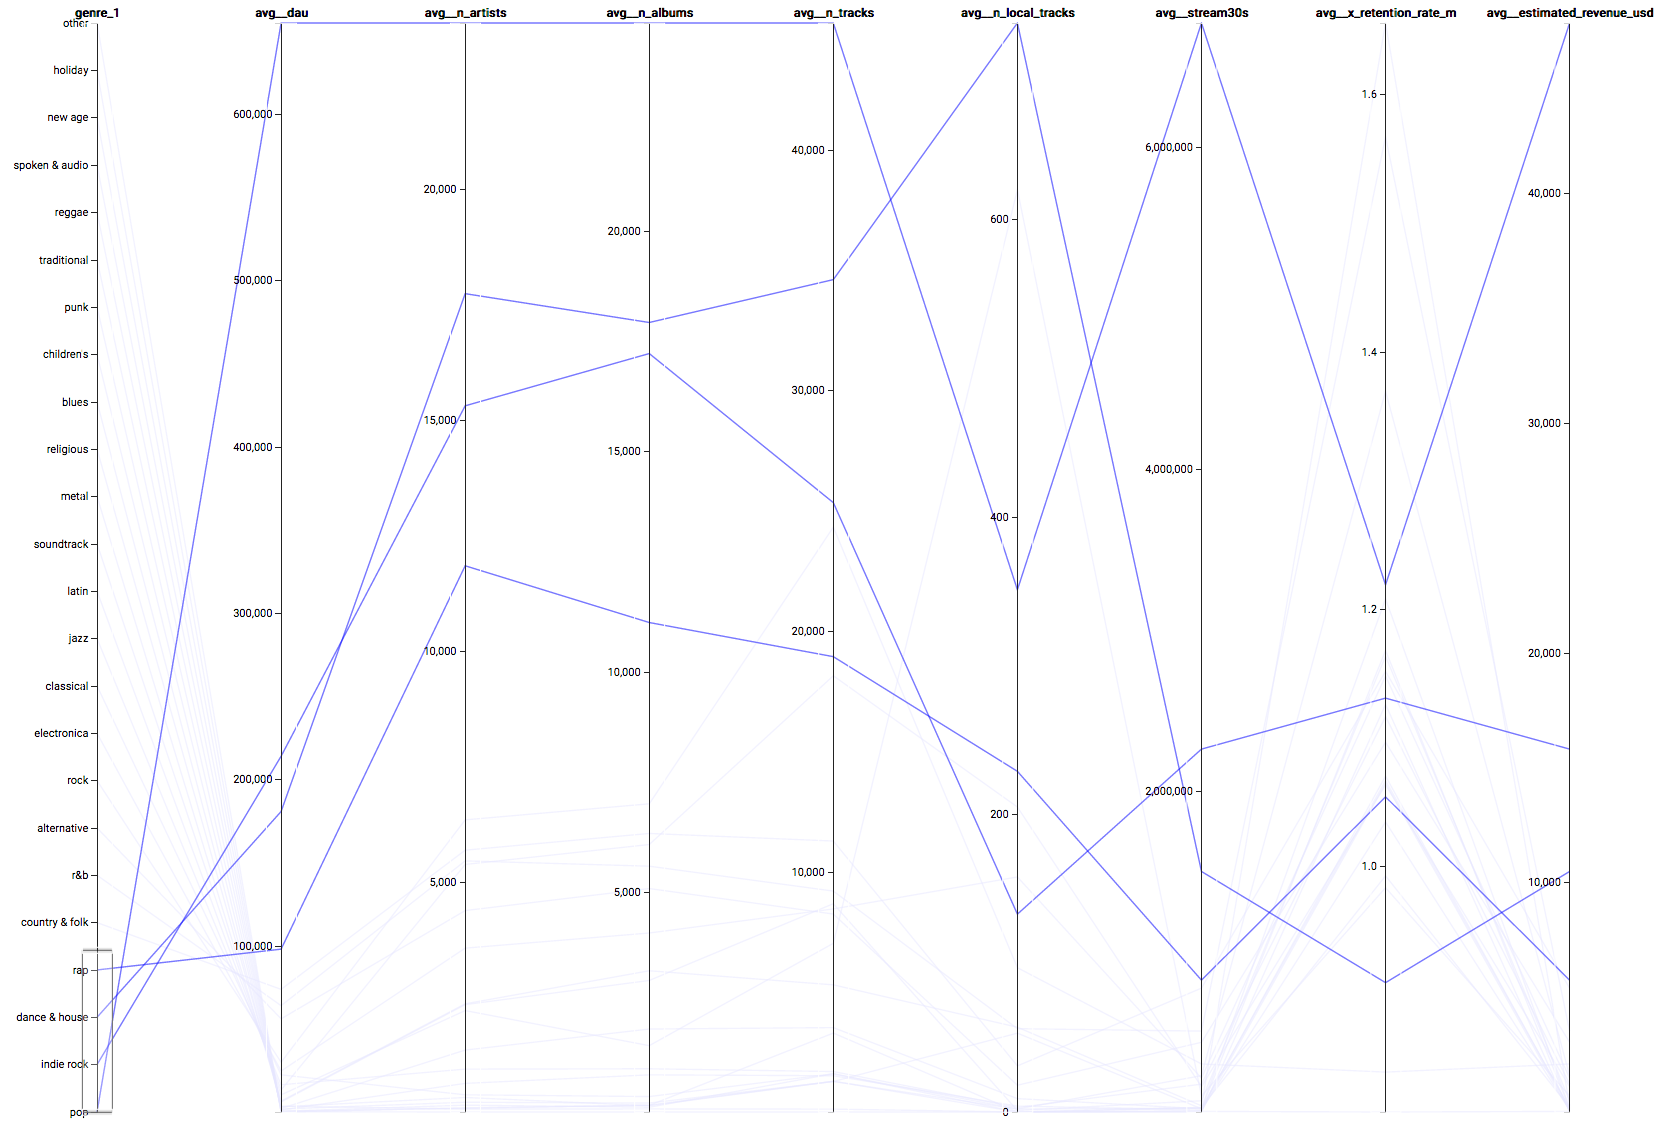 genre_1 avg__dau avg__n_artists avg__n_albums avg__n_tracks avg__n_local_tracks avg__stream30s avg__x_retention_rate_m avg__estimated_revenue_usd
other
holiday
1.6
600,000
new age
6,000,000
40,000
spoken & audio
20,000
40,000
reggae
600
20,000
traditional
500,000
punk
1.4
children's
30,000
blues
15,000
30,000
400,000
religious
15,000
4,000,000
metal
400
soundtrack
latin
1.2
300,000
20,000
jazz
10,000
20,000
10,000
classical
electronica
200,000
rock
2,000,000
200
alternative
1.0
10,000
r&b
5,000
10,000
5,000
country & folk
100,000
rap
dance & house
indie rock
pop
0